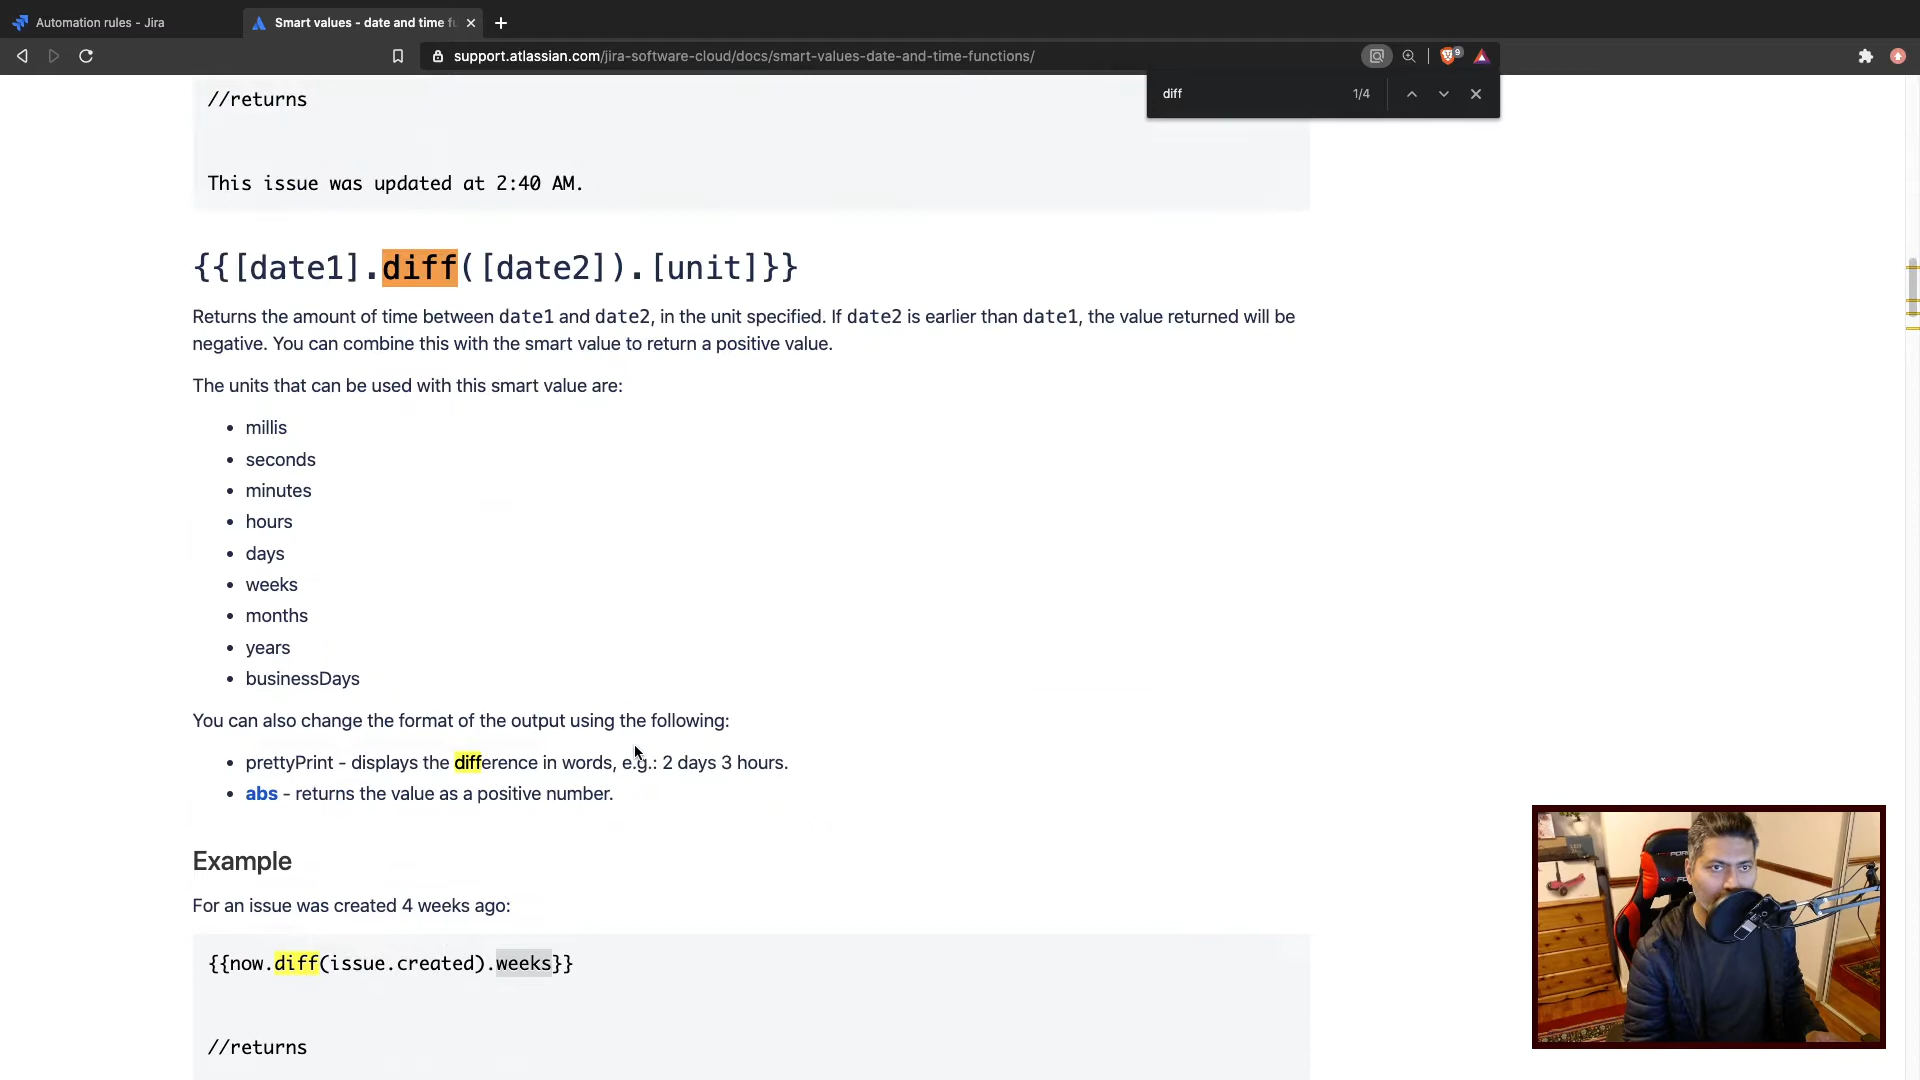 Automation rules - Jira
Smart values - date and time fu
support.atlassian.com/jira-software-cloud/docs/smart-values-date-and-time-functions/
9
diff
1/4
//returns
This issue was updated at 2:40 AM.
{{[date1].diff([date2]).[unit]}}
Returns the amount of time between date1 and date2, in the unit specified. If date2 is earlier than date1, the value returned will be
negative. You can combine this with the smart value to return a positive value.
The units that can be used with this smart value are:
• millis
• seconds
• minutes
• hours
• days
• weeks
• months
• years
• businessDays
You can also change the format of the output using the following:
• prettyPrint - displays the difference in words, e.g.: 2 days 3 hours.
• abs - returns the value as a positive number.
Example
For an issue was created 4 weeks ago:
{{now.diff(issue.created).weeks}}
//returns